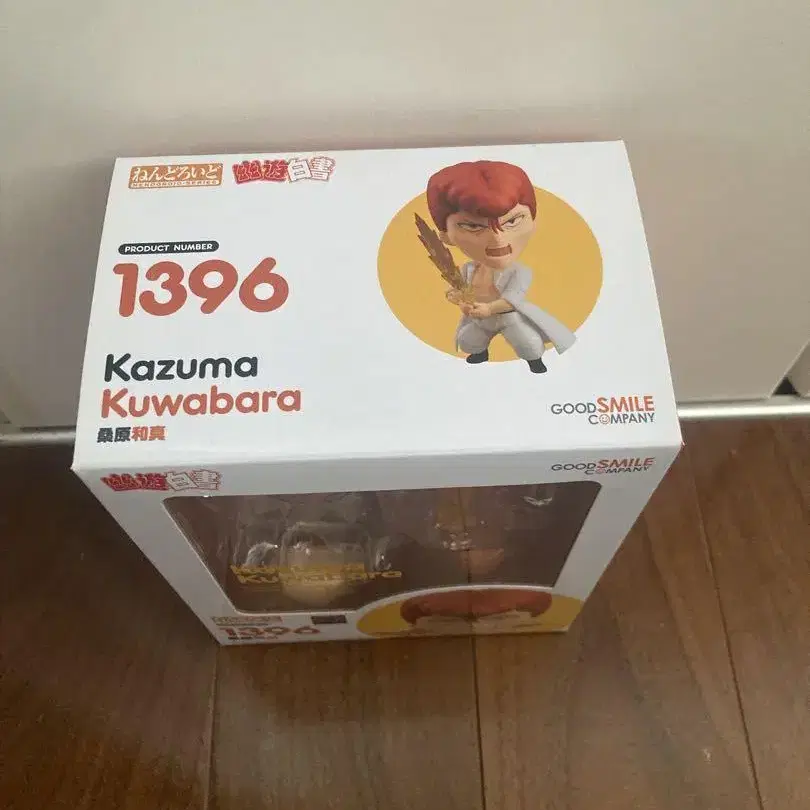 ねんどろいど
NENDOROID・SERIES
幽遊白書
PRODUCT NUMBER
1396
Kazuma
Kuwabara
桑原和真
GOODSMILE
COMPANY
幽遊白書
GOODSMILE
COMPANY
Kuwabara
1396